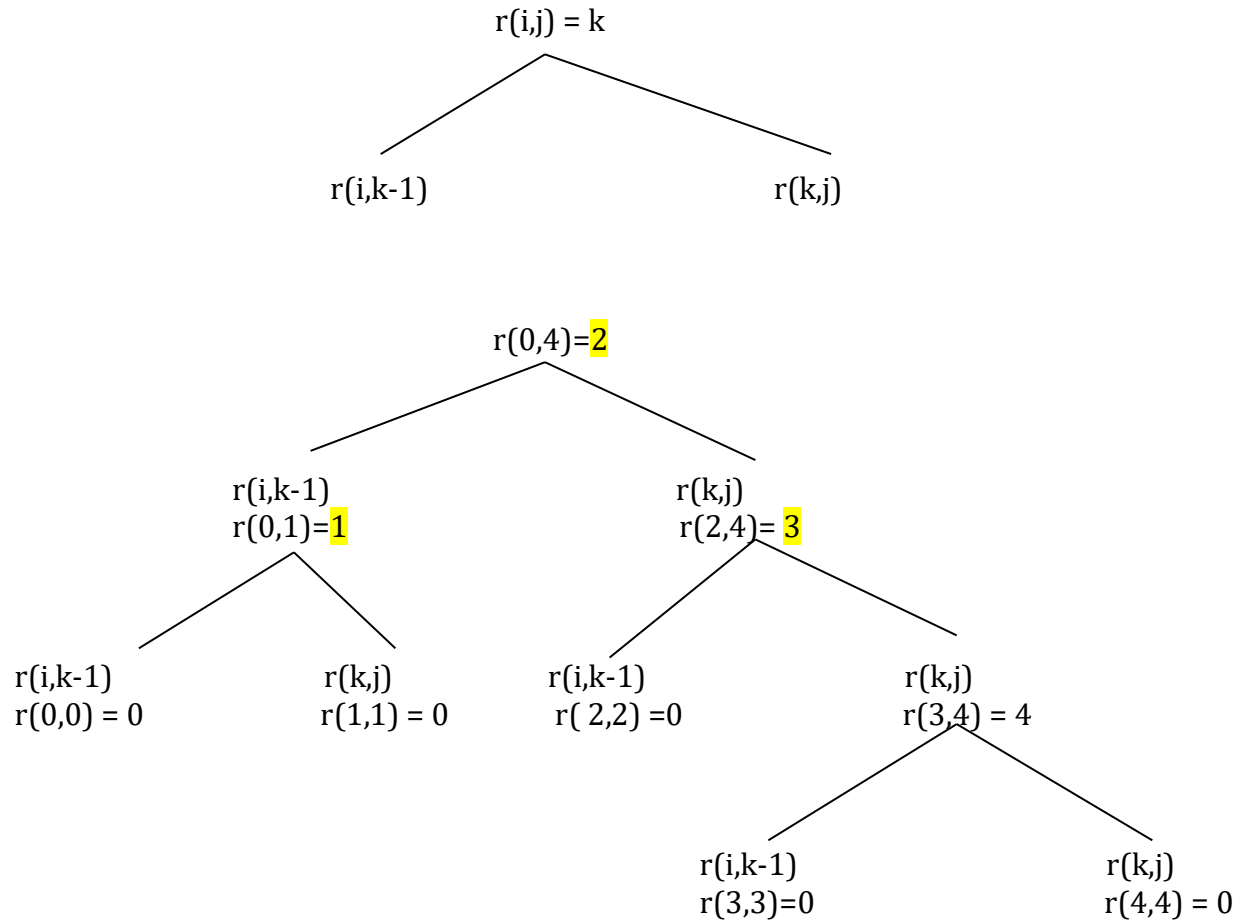 r(i,j) = k
r(i,k-1)
r(k,j)
r(0,4)=2
r(i,k-1)
r(0,1)=1
r(k,j)
r(2,4)= 3
r(i,k-1)
r(0,0) = 0
r(k,j)
r(1,1) = 0
r(i,k-1)
r( 2,2) =0
r(k,j)
r(3,4) = 4
r(i,k-1)
r(3,3)=0
r(k,j)
r(4,4) = 0